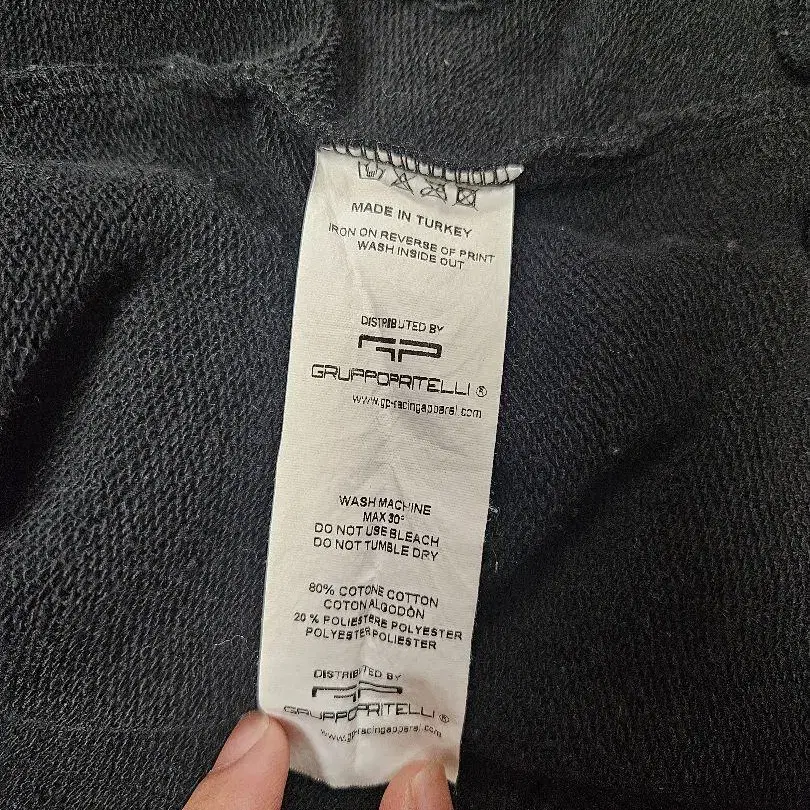 MADE IN TURKEY
IRON ON REVERSE OF PRINT
WASH INSIDE OUT
DISTRIBUTED BY
GP
GRUPPOPRITELLI ®
www.gp-racingapparel.com
WASH MACHINE
MAX 30°
DO NOT USE BLEACH
DO NOT TUMBLE DRY
80% COTONE COTTON
COTON ALGODÓN
20 % POLIESTERE POLYESTER
POLYESTER POLIESTER
DISTRIBUTED BY
GP
GRUPPOPRITELLI ®
www.gp-racingapparel.com